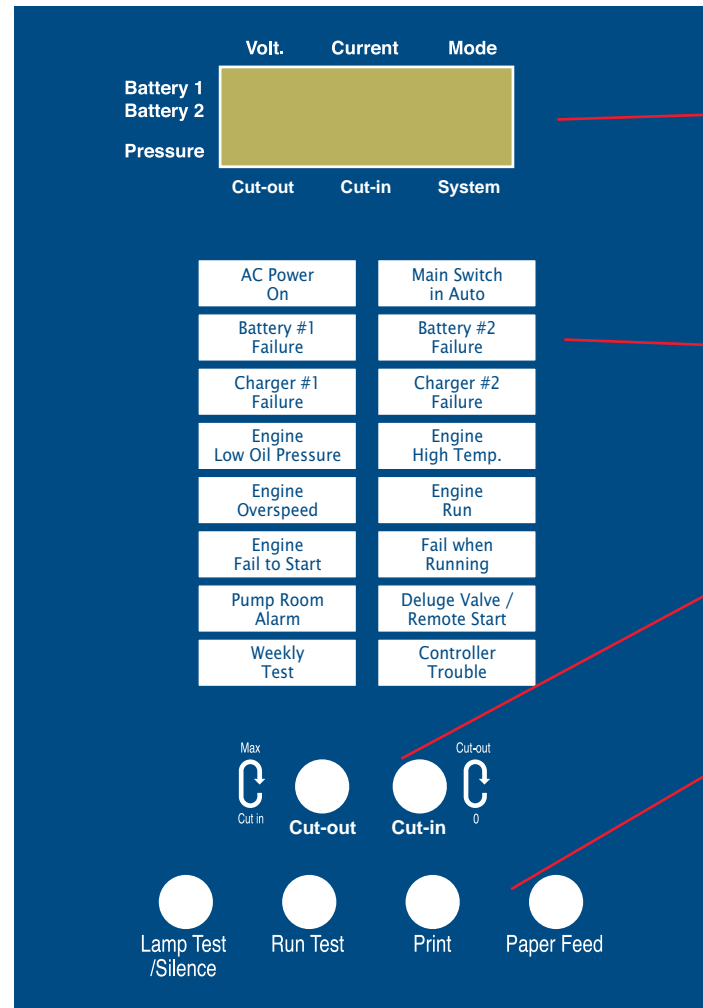 Volt. Current Mode
Battery 1
Battery 2
Pressure
Cut-out Cut-in System
AC Power
On
Main Switch
in Auto
Battery #1
Failure
Battery #2
Failure
Charger #1
Failure
Charger #2
Failure
Engine
Low Oil Pressure
Engine
High Temp.
Engine
Overspeed
Engine
Run
Engine
Fail to Start
Fail when
Running
Pump Room
Alarm
Deluge Valve /
Remote Start
Weekly
Test
Controller
Trouble
Max
Cut in
Cut-out
Cut-in
Cut-out
0
Lamp Test
/Silence
Run Test
Print
Paper Feed